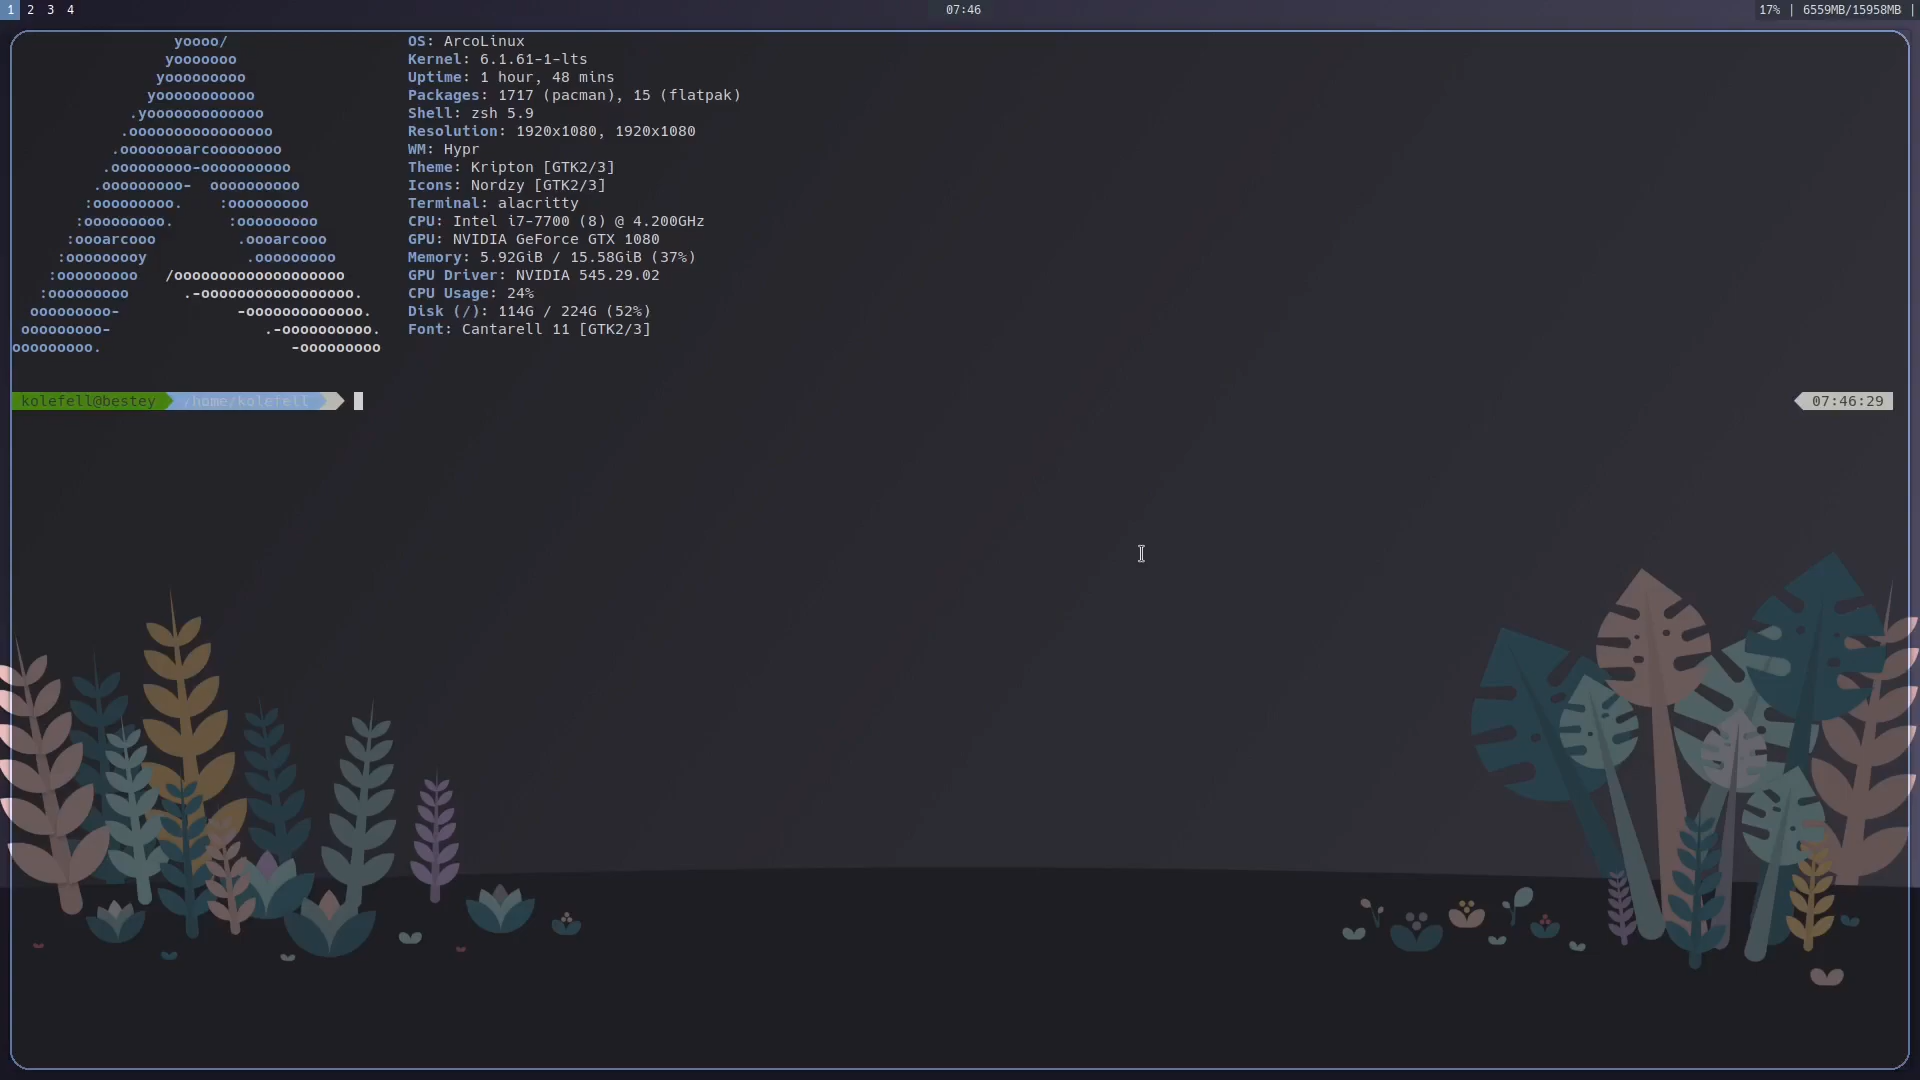 1 2 3 4
07:46
17% | 6559MB/15958MB |
yoooo/
yooooooo
yooooooooo
yooooooooooo
.yooooooooooooo
.oooooooooooooooo
.oooooooarcoooooooo
.ooooooooo-oooooooooo
.ooooooooo-  oooooooooo
:ooooooooo.    :ooooooooo
:ooooooooo.      :ooooooooo
:oooarcooo         .oooarcooo
:ooooooooy           .ooooooooo
:ooooooooo   /ooooooooooooooooooo
:ooooooooo      .-ooooooooooooooooo.
ooooooooo-             -ooooooooooooo.
ooooooooo-                 .-oooooooooo.
ooooooooo.                     -ooooooooo
OS: ArcoLinux
Kernel: 6.1.61-1-lts
Uptime: 1 hour, 48 mins
Packages: 1717 (pacman), 15 (flatpak)
Shell: zsh 5.9
Resolution: 1920x1080, 1920x1080
WM: Hypr
Theme: Kripton [GTK2/3]
Icons: Nordzy [GTK2/3]
Terminal: alacritty
CPU: Intel i7-7700 (8) @ 4.200GHz
GPU: NVIDIA GeForce GTX 1080
Memory: 5.92GiB / 15.58GiB (37%)
GPU Driver: NVIDIA 545.29.02
CPU Usage: 24%
Disk (/): 114G / 224G (52%)
Font: Cantarell 11 [GTK2/3]
kolefell@bestey /home/kolefell
07:46:29